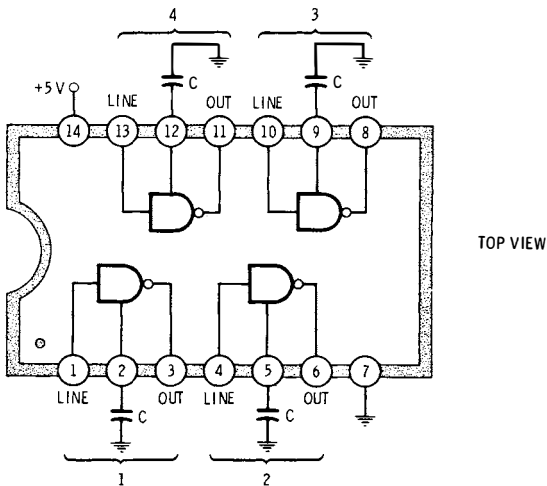 4 3
+5 V C C
LINE OUT LINE OUT
14 13 12 11 10 9 8
TOP VIEW
1 2 3 4 5 6 7
LINE OUT LINE OUT
C C
1 2